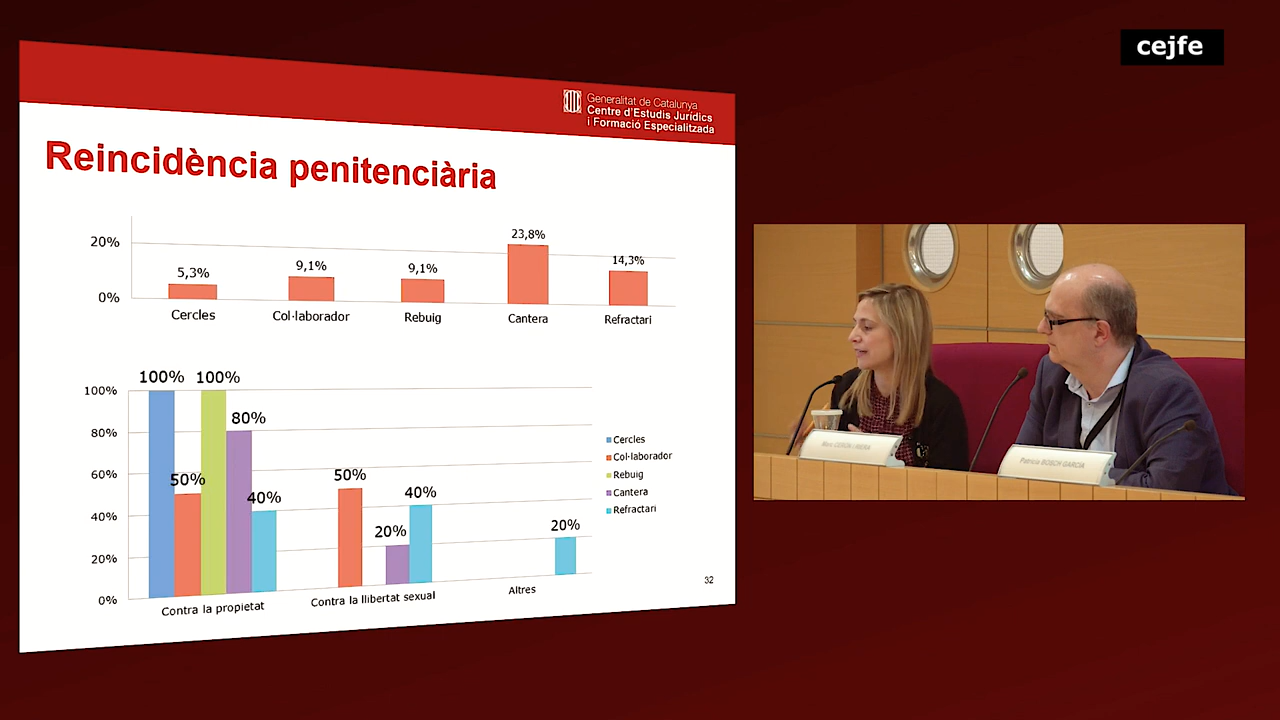 cejfe
Generalitat de Catalunya
Centre d'Estudis Jurídics
i Formació Especialitzada
Reincidència penitenciària
20%
0%
5,3%
9,1%
9,1%
23,8%
14,3%
Cercles
Col·laborador
Rebuig
Cantera
Refractari
100%
80%
60%
40%
20%
0%
100%
50%
100%
80%
40%
50%
20%
40%
20%
Contra la propietat
Contra la llibertat sexual
Altres
Cercles
Col·laborador
Rebuig
Cantera
Refractari
32
Patricia BOSCH GARCÍA